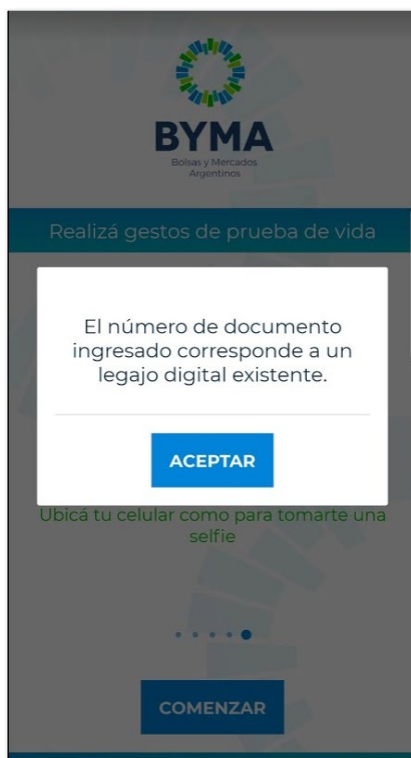 BYMA
Bolsas y Mercados
Argentinos
Realizá gestos de prueba de vida
El número de documento
ingresado corresponde a un
legajo digital existente.
ACEPTAR
Ubicá tu celular como para tomarte una
selfie
COMENZAR